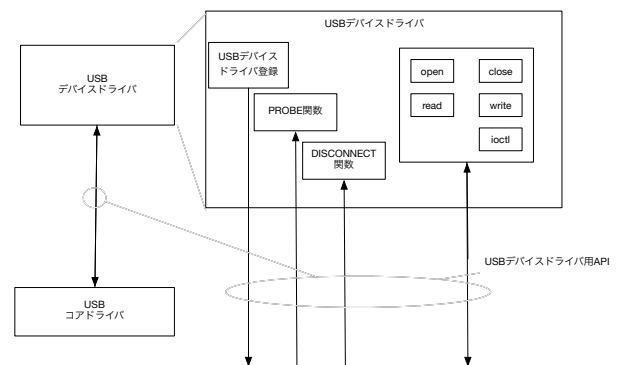 USBデバイスドライバ
USB
デバイスドライバ
USBデバイス
ドライバ登録
PROBE関数
DISCONNECT
関数
open
close
read
write
ioctl
USBデバイスドライバ用API
USB
コアドライバ